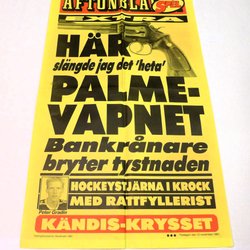 AFTONBLA
EXTRA
HÄR
slängde jag det 'heta'
PALME-
VAPNET
Bankrånare
bryter tystnaden
HOCKEYSTJÄRNA I KROCK
MED RATTFYLLERIST
Peter Gradin
KÄNDIS-KRYSSET